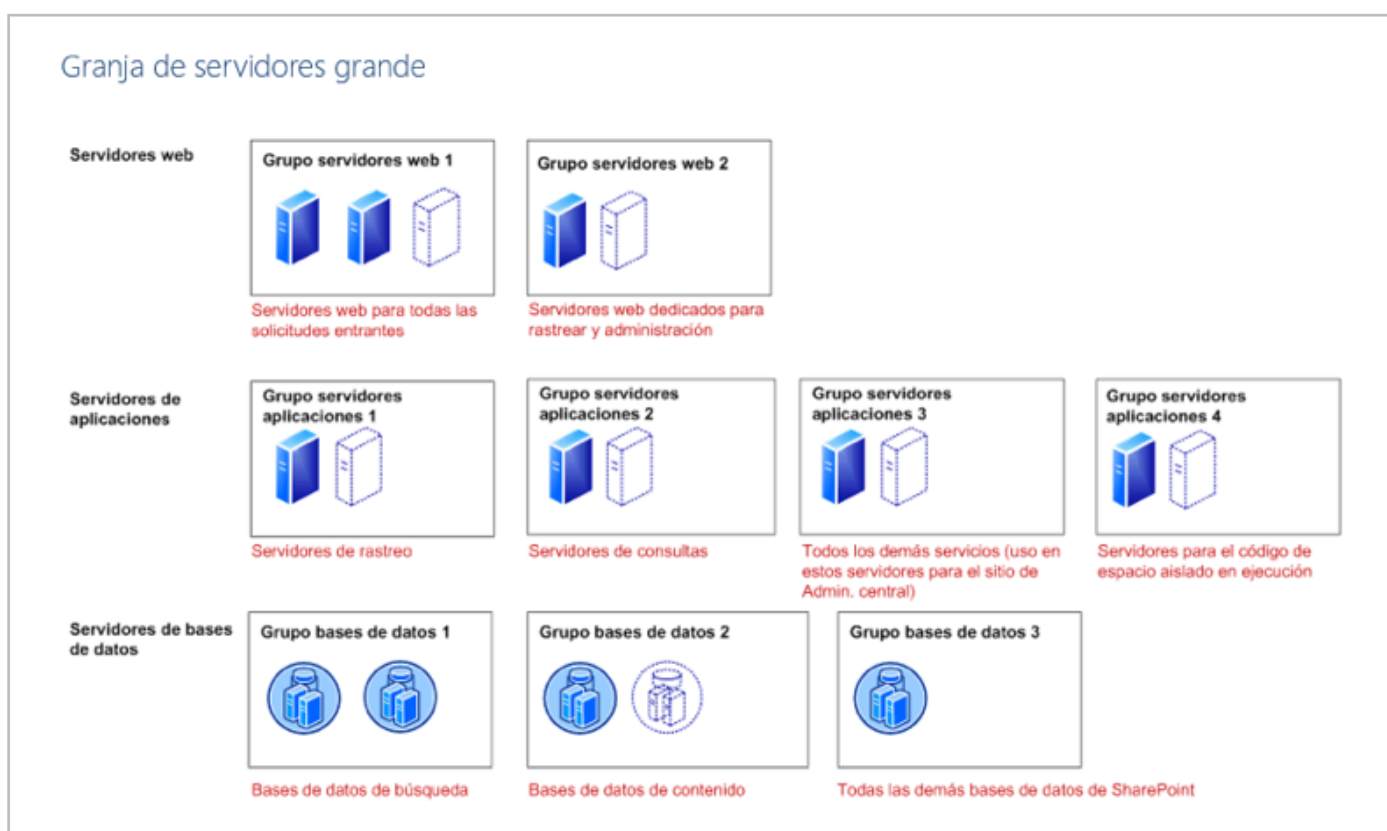 Granja de servidores grande
Servidores web
Grupo servidores web 1
Grupo servidores web 2
Servidores web para todas las
solicitudes entrantes
Servidores web dedicados para
rastrear y administración
Servidores de
aplicaciones
Grupo servidores
aplicaciones 1
Grupo servidores
aplicaciones 2
Grupo servidores
aplicaciones 3
Grupo servidores
aplicaciones 4
Servidores de rastreo
Servidores de consultas
Todos los demás servicios (uso en
estos servidores para el sitio de
Admin. central)
Servidores para el código de
espacio aislado en ejecución
Servidores de bases
de datos
Grupo bases de datos 1
Grupo bases de datos 2
Grupo bases de datos 3
Bases de datos de búsqueda
Bases de datos de contenido
Todas las demás bases de datos de SharePoint